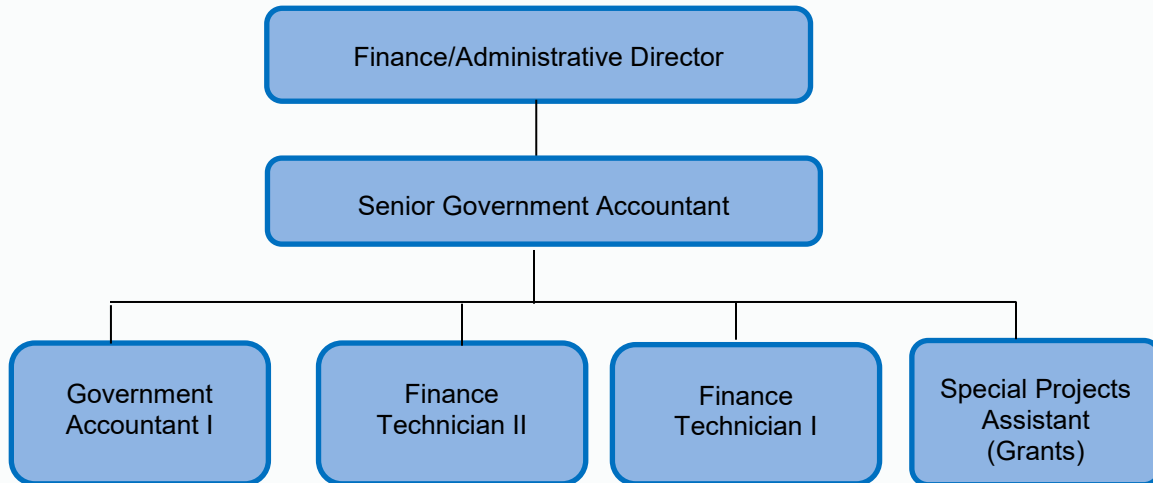 Finance/Administrative Director
Senior Government Accountant
Government
Accountant I
Finance
Technician II
Finance
Technician I
Special Projects
Assistant
(Grants)